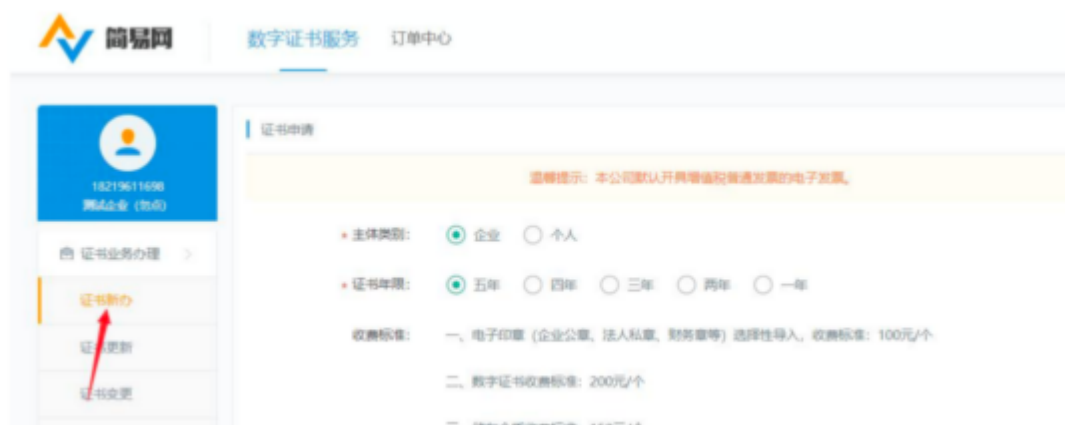 简易网
数字证书服务 订单中心
证书申请
温馨提示：本公司默认开具增值税普通发票的电子发票。
18219611698
测试企业（勿点）
* 主体类别： 企业 个人
证书业务办理 >
* 证书年限： 五年 四年 三年 两年 一年
证书新办
收费标准： 一、电子印章（企业公章、法人私章、财务章等）选择性导入，收费标准：100元/个
证书更新
二、数字证书收费标准：200元/个
证书变更